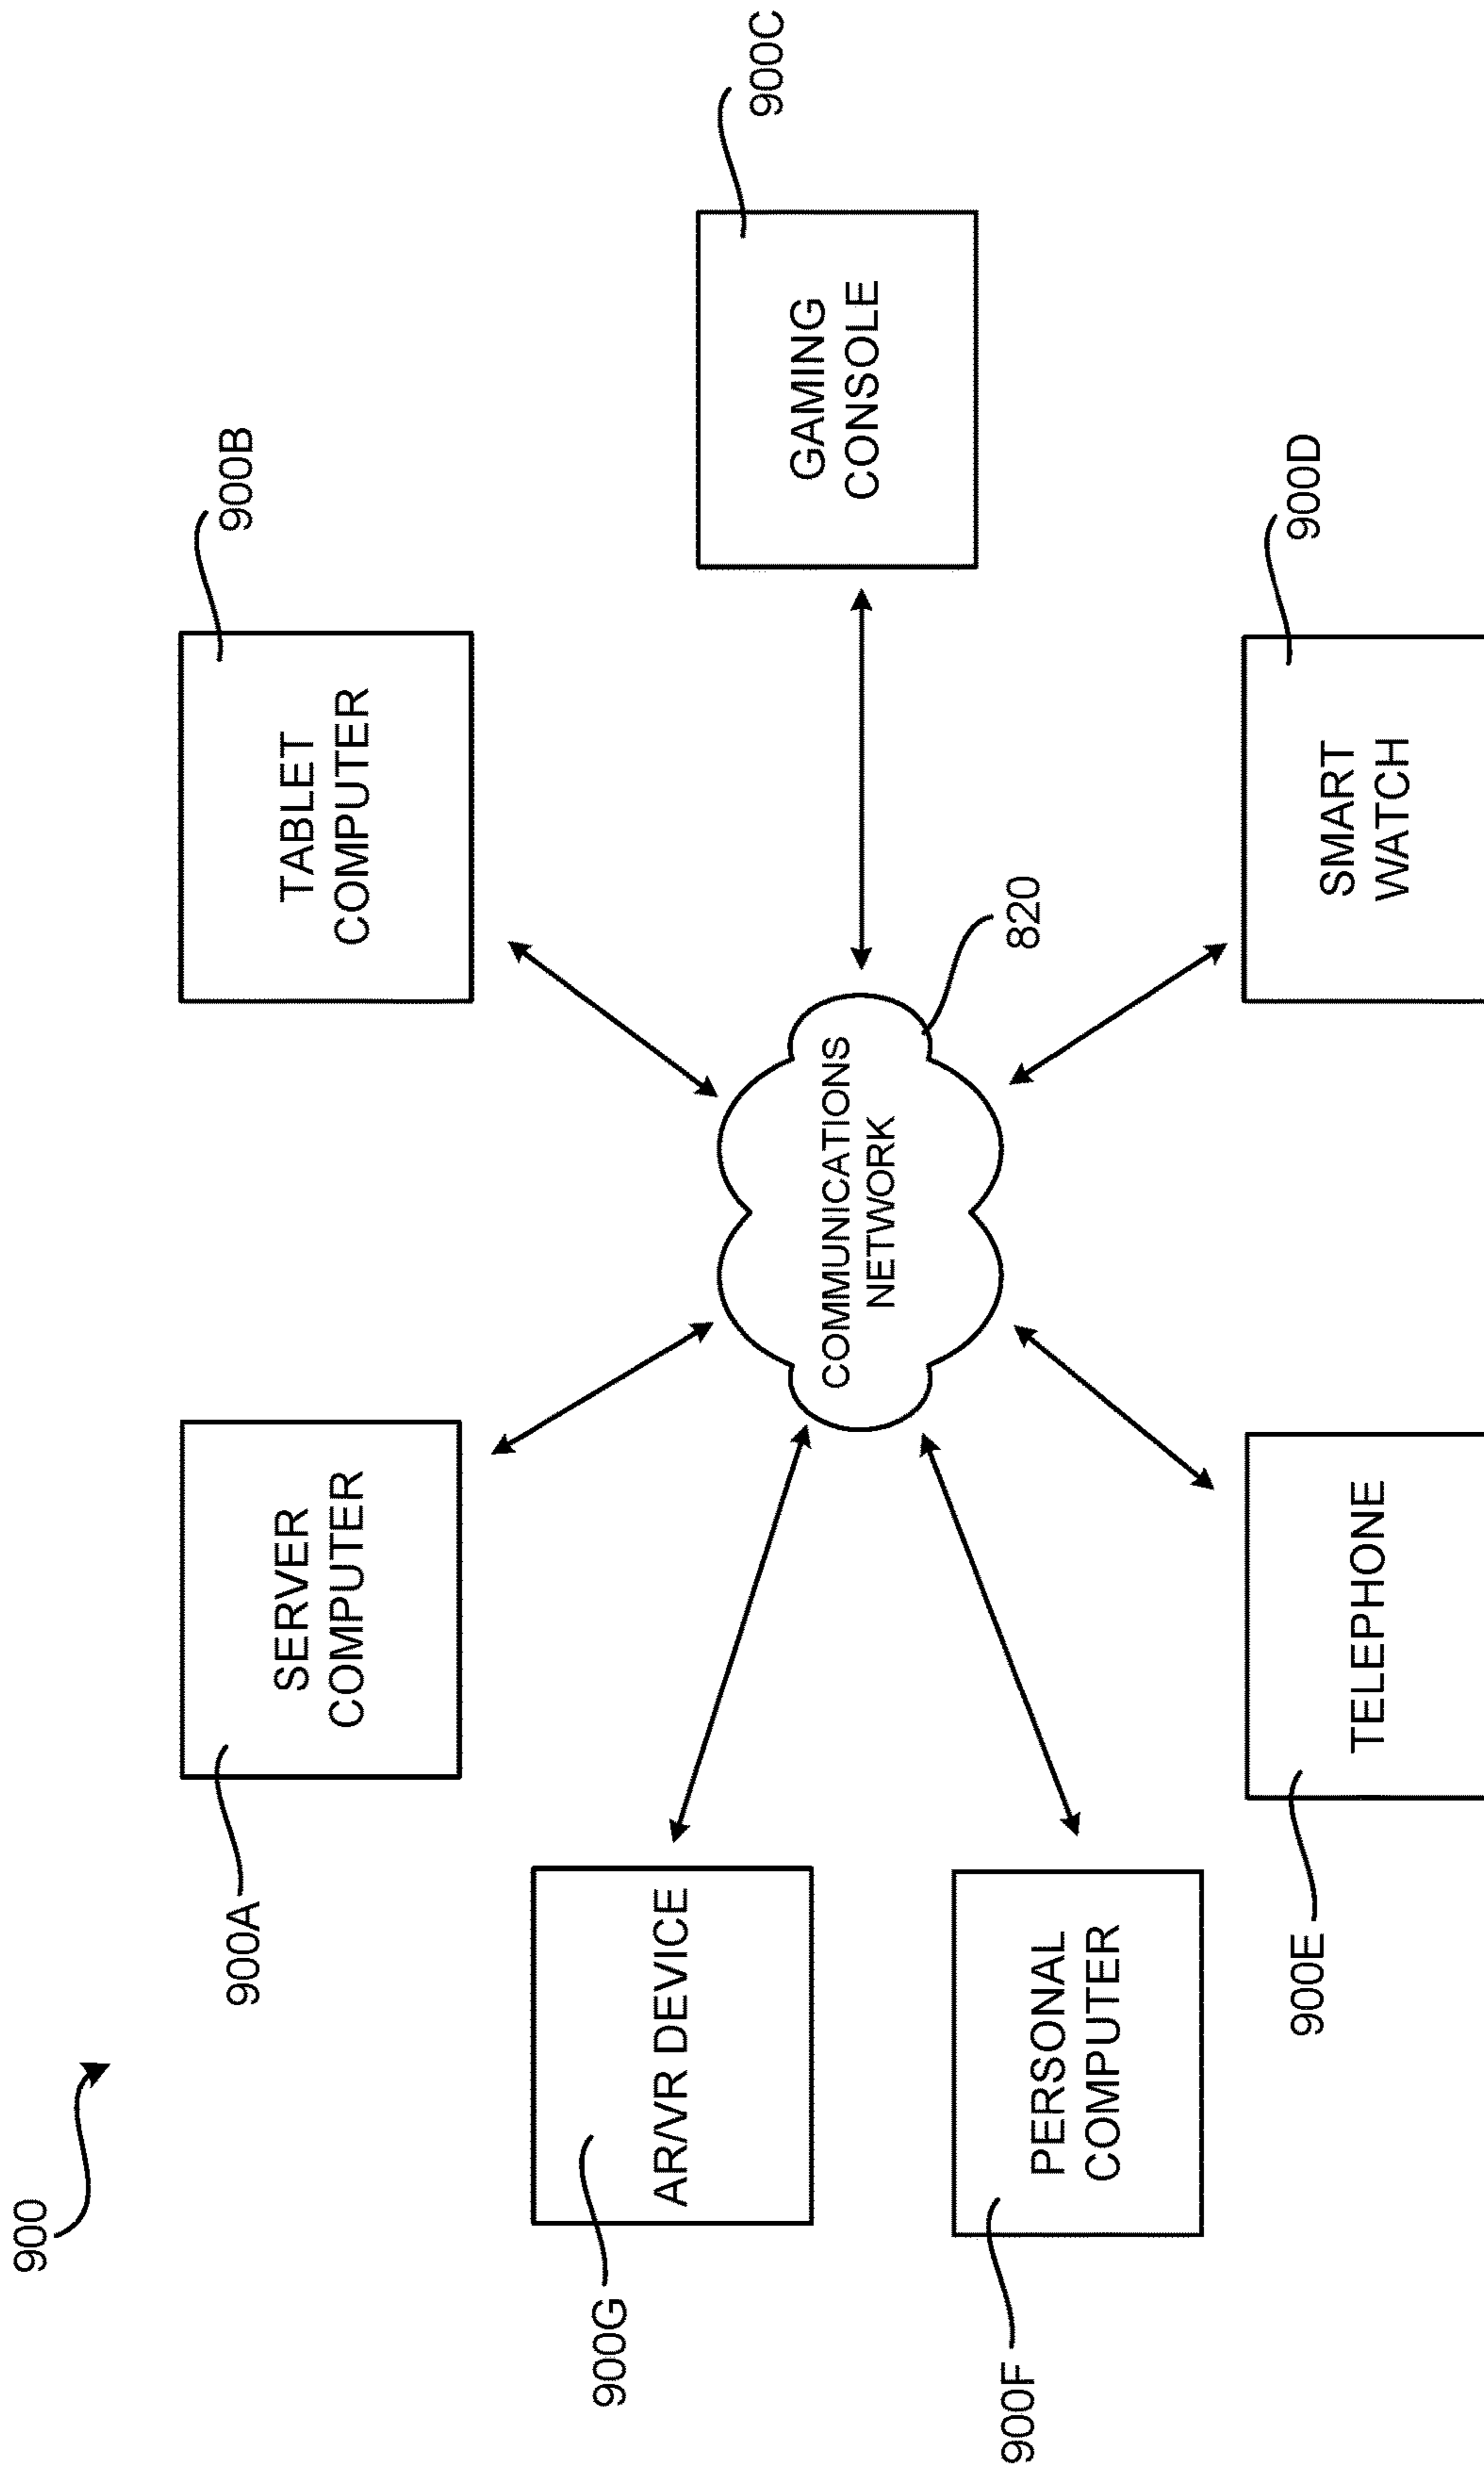 900
900A
SERVER
COMPUTER
TABLET
COMPUTER
900B
900G
AR/VR DEVICE
COMMUNICATIONS
NETWORK
820
GAMING
CONSOLE
900C
900F
PERSONAL
COMPUTER
900E
TELEPHONE
SMART
WATCH
900D